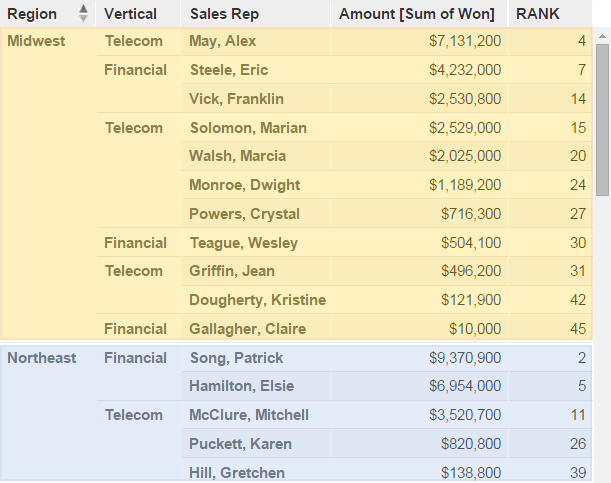 Region Vertical Sales Rep Amount [Sum of Won] RANK
Midwest Telecom May, Alex $7,131,200 4
Financial Steele, Eric $4,232,000 7
Vick, Franklin $2,530,800 14
Telecom Solomon, Marian $2,529,000 15
Walsh, Marcia $2,025,000 20
Monroe, Dwight $1,189,200 24
Powers, Crystal $716,300 27
Financial Teague, Wesley $504,100 30
Telecom Griffin, Jean $496,200 31
Dougherty, Kristine $121,900 42
Financial Gallagher, Claire $10,000 45
Northeast Financial Song, Patrick $9,370,900 2
Hamilton, Elsie $6,954,000 5
Telecom McClure, Mitchell $3,520,700 11
Puckett, Karen $820,800 26
Hill, Gretchen $138,800 39